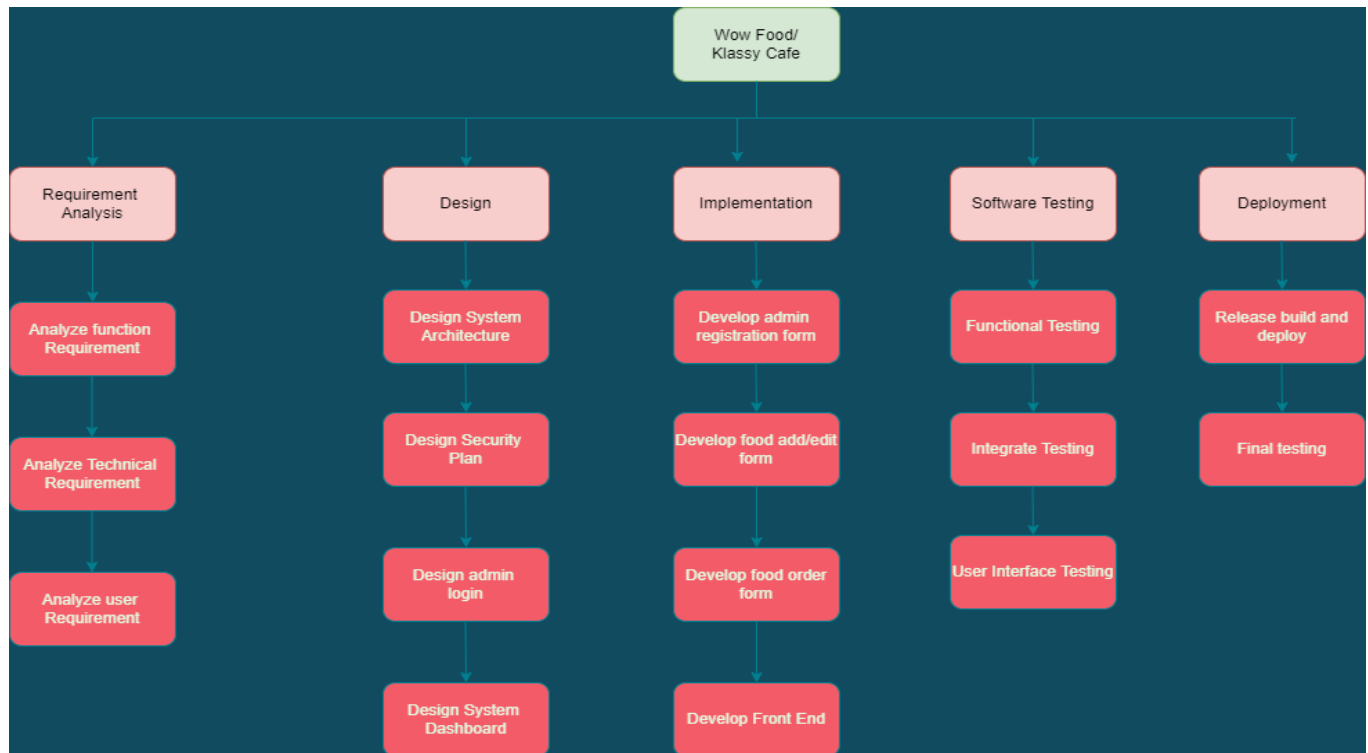 Wow Food/
Klassy Cafe
Requirement
Analysis
Design
Implementation
Software Testing
Deployment
Analyze function
Requirement
Analyze Technical
Requirement
Analyze user
Requirement
Design System
Architecture
Design Security
Plan
Design admin
login
Design System
Dashboard
Develop admin
registration form
Develop food add/edit
form
Develop food order
form
Develop Front End
Functional Testing
Integrate Testing
User Interface Testing
Release build and
deploy
Final testing